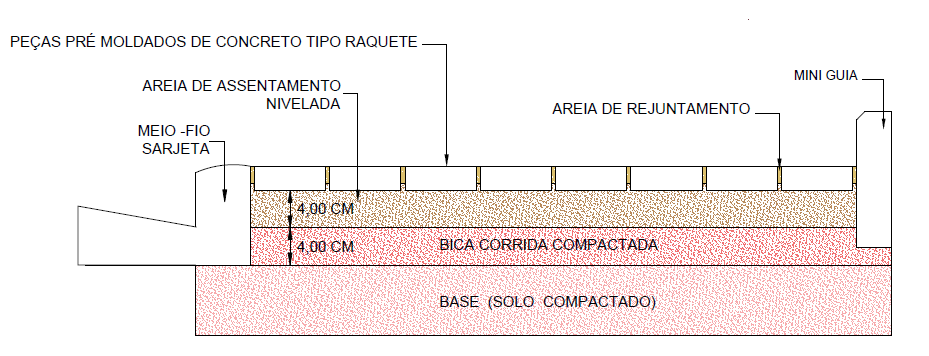 PEÇAS PRÉ MOLDADOS DE CONCRETO TIPO RAQUETE
MINI GUIA
AREIA DE ASSENTAMENTO
NIVELADA
AREIA DE REJUNTAMENTO
MEIO -FIO
SARJETA
4,00 CM
4,00 CM
BICA CORRIDA COMPACTADA
BASE (SOLO COMPACTADO)